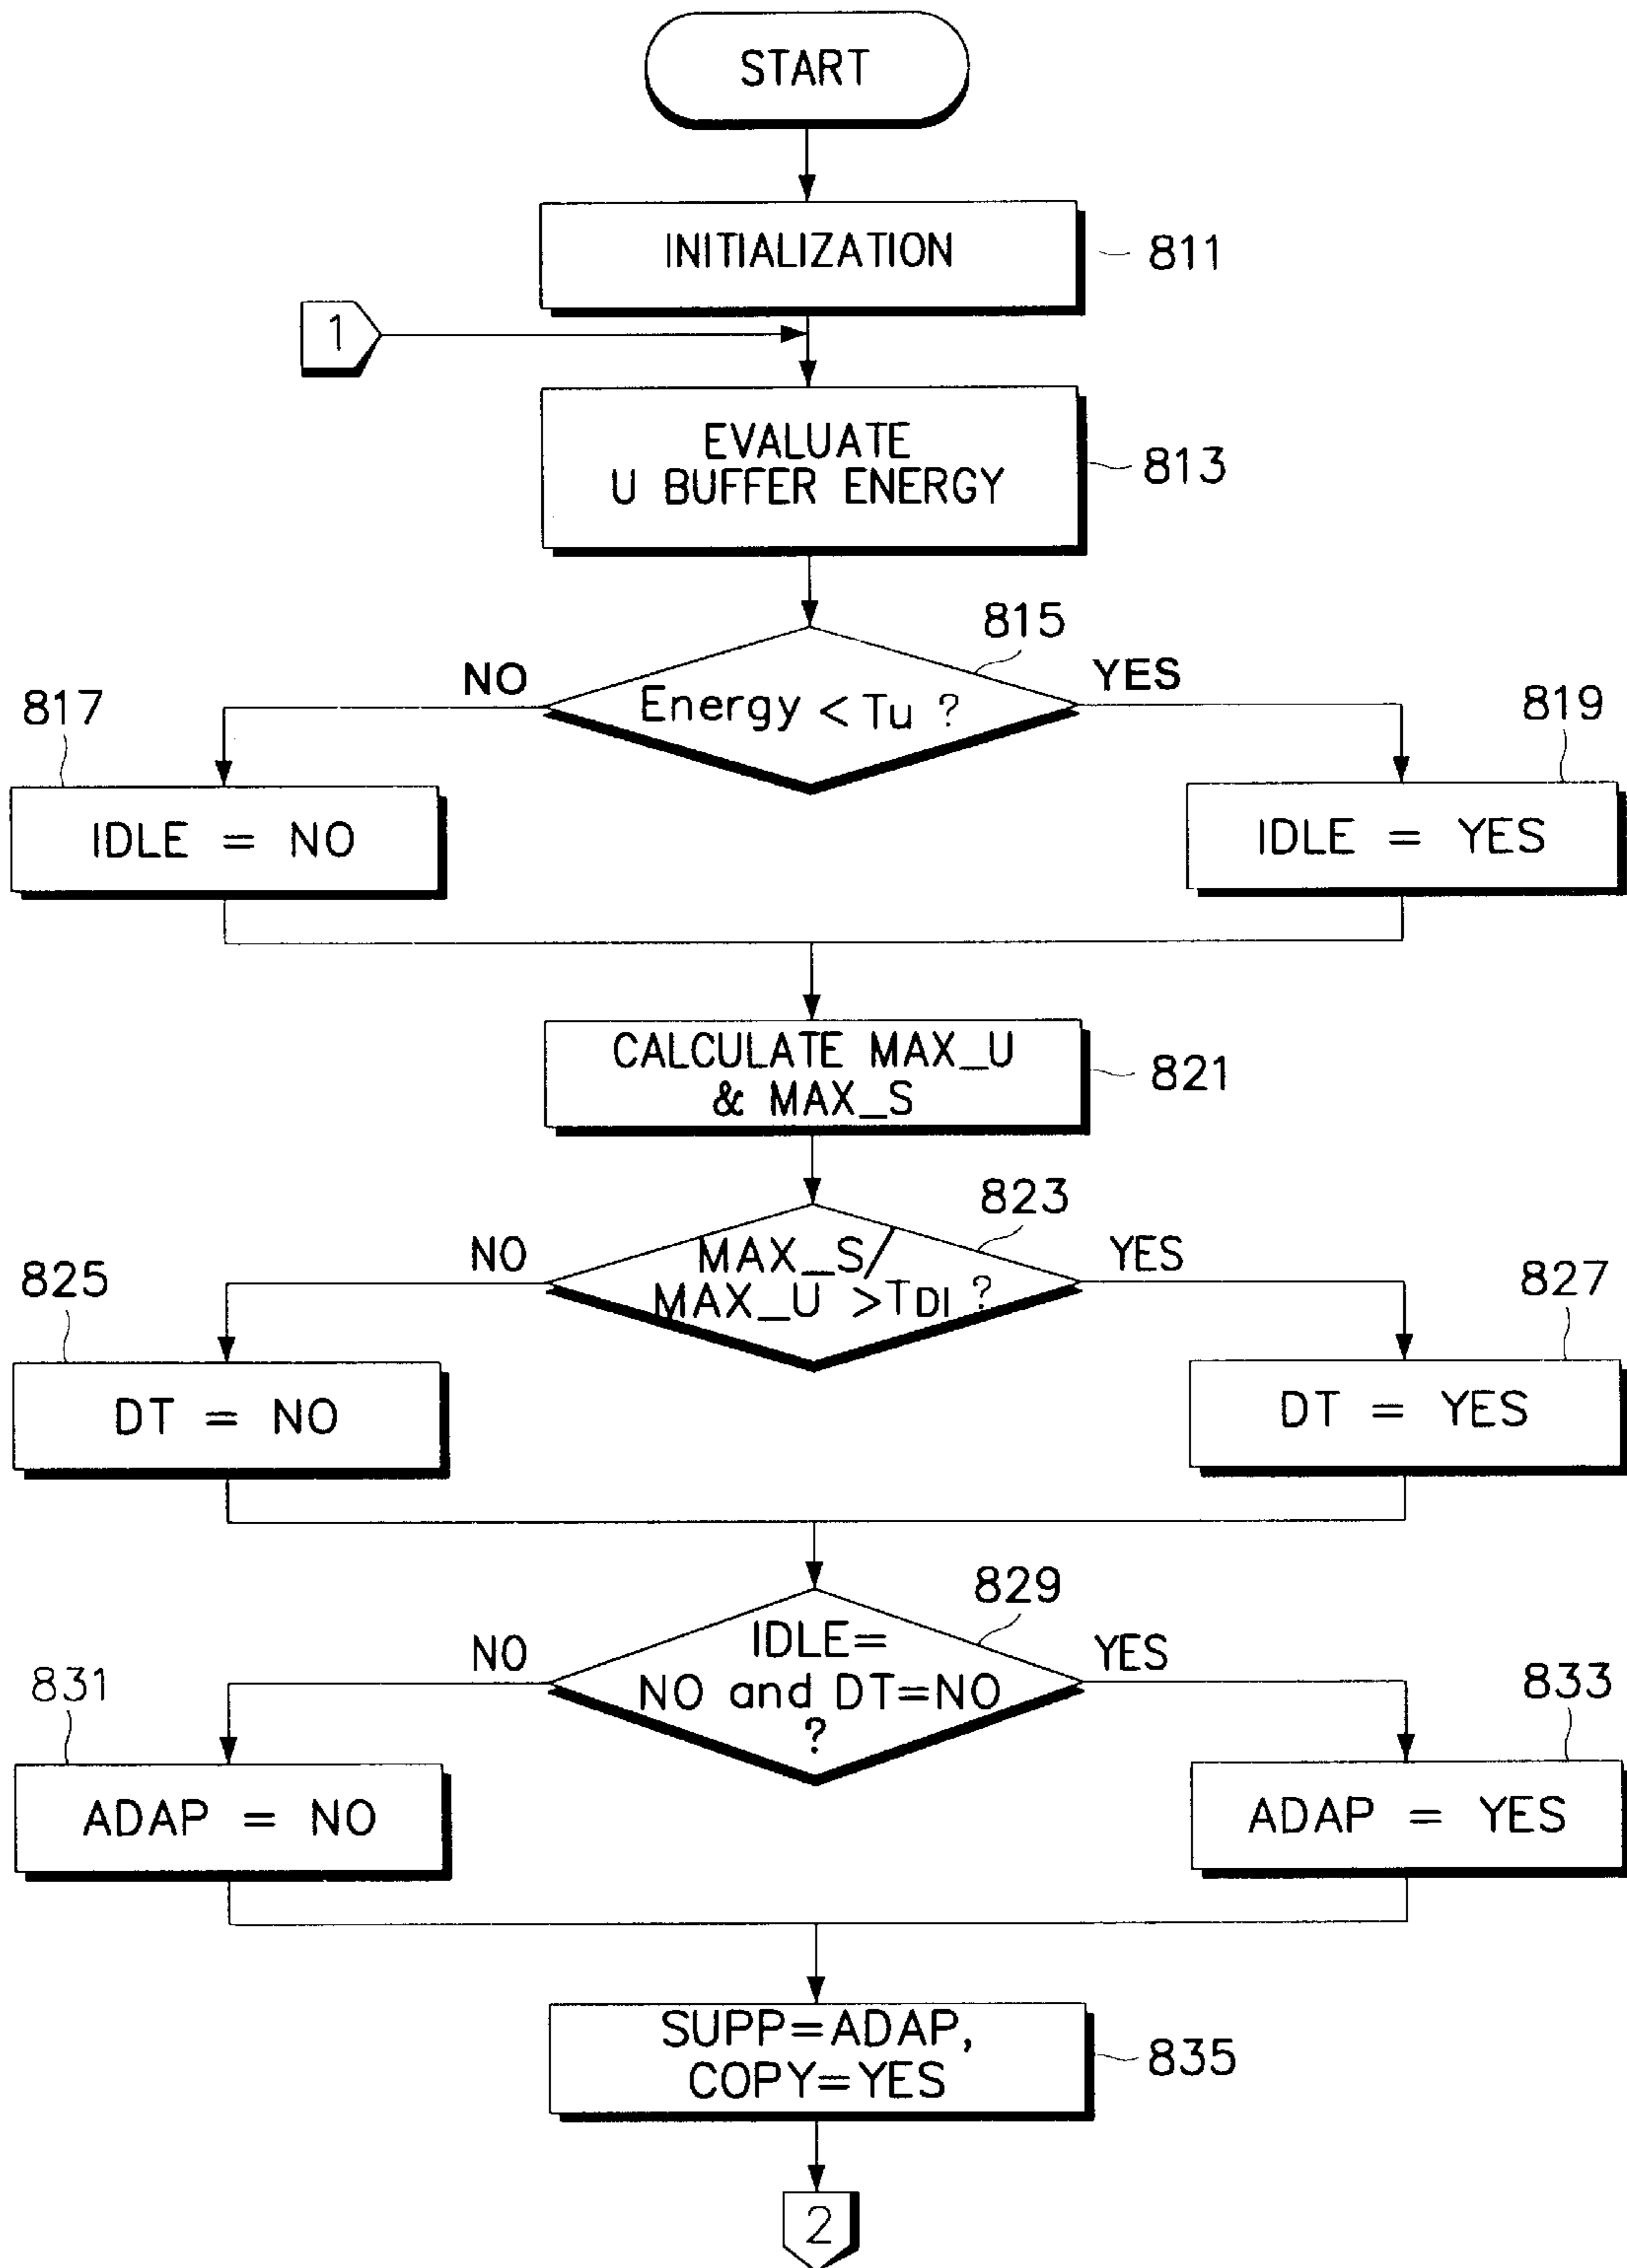 START
INITIALIZATION
811
1
EVALUATE
U BUFFER ENERGY
813
815
NO
YES
Energy < Tu ?
817
819
IDLE = NO
IDLE = YES
CALCULATE MAX_U
& MAX_S
821
823
NO
YES
MAX_S/
MAX_U >TDI ?
825
827
DT = NO
DT = YES
829
NO
YES
IDLE=
NO and DT=NO
?
831
833
ADAP = NO
ADAP = YES
SUPP=ADAP,
COPY=YES
835
2